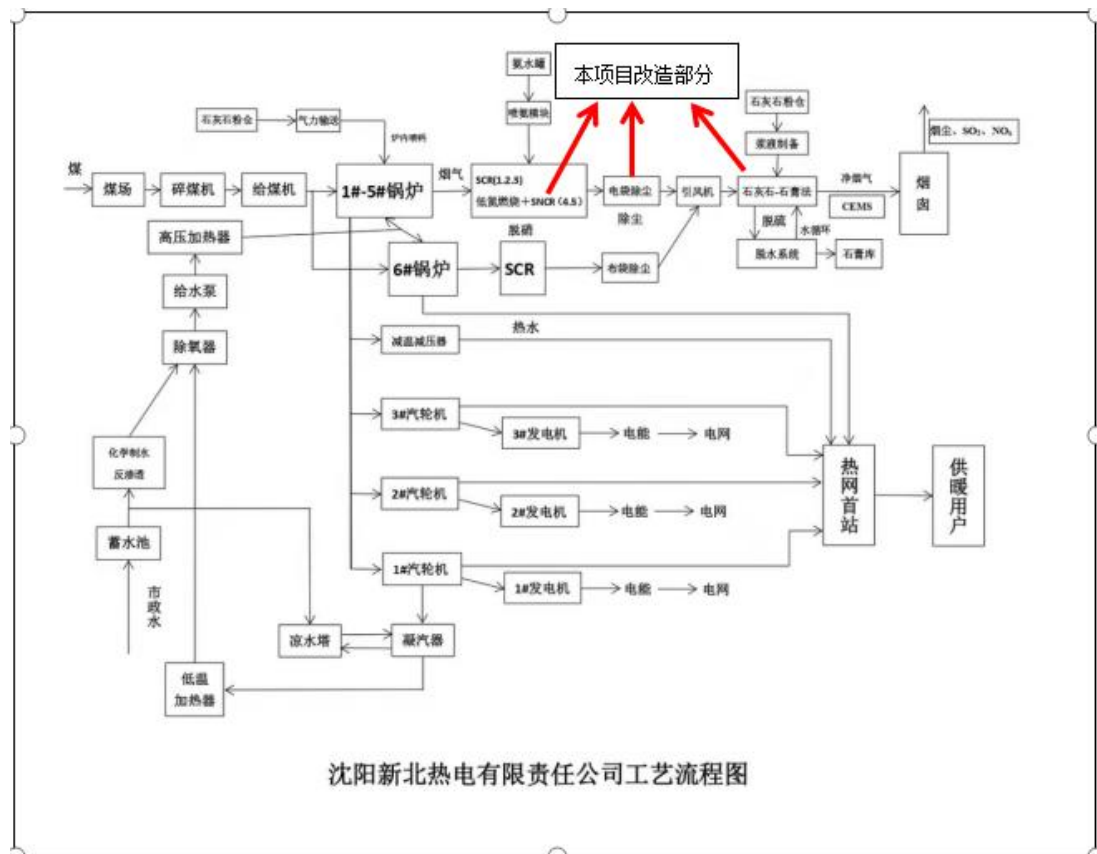 氨水罐
本项目改造部分
石灰石粉仓
气力输送
喷氨模块
石灰石粉仓
炉内喷料
浆液制备
烟尘、SO₂、NOₓ
煤
煤场
碎煤机
给煤机
1#-5#锅炉
烟气
SCR(1.2.3)
低氮燃烧+SNCR(4.5)
电袋除尘
引风机
石灰石-石膏法
净烟气
CEMS
烟囱
除尘
脱硫
水循环
脱硝
高压加热器
6#锅炉
SCR
布袋除尘
脱水系统
石膏库
给水泵
除氧器
减温减压器
热水
3#汽轮机
3#发电机
电能
电网
化学制水
反渗透
2#汽轮机
2#发电机
电能
电网
热网首站
供暖用户
蓄水池
1#汽轮机
1#发电机
电能
电网
市政水
凉水塔
凝汽器
低温
加热器
沈阳新北热电有限责任公司工艺流程图